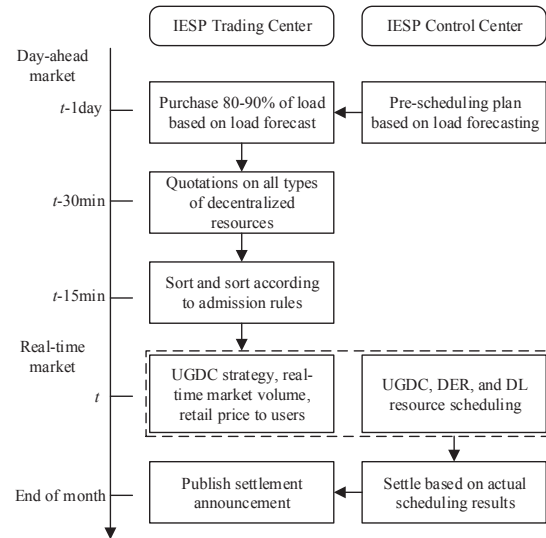 IESP Trading Center
IESP Control Center
Day-ahead
market
t-1day
Purchase 80-90% of load
based on load forecast
Pre-scheduling plan
based on load forecasting
t-30min
Quotations on all types
of decentralized
resources
t-15min
Sort and sort according
to admission rules
Real-time
market
t
UGDC strategy, real-
time market volume,
retail price to users
UGDC, DER, and DL
resource scheduling
End of month
Publish settlement
announcement
Settle based on actual
scheduling results